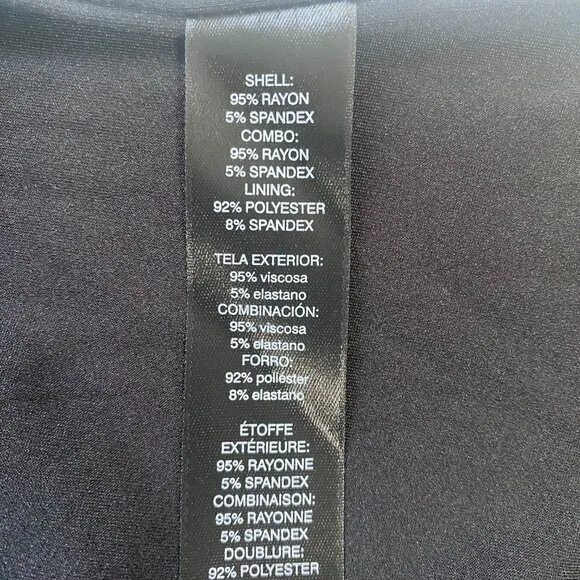 SHELL:
95% RAYON
5% SPANDEX
COMBO:
95% RAYON
5% SPANDEX
LINING:
92% POLYESTER
8% SPANDEX
TELA EXTERIOR:
95% viscosa
5% elastano
COMBINACIÓN:
95% viscosa
5% elastano
FORRO:
92% poliéster
8% elastano
ÉTOFFE
EXTÉRIEURE:
95% RAYONNE
5% SPANDEX
COMBINAISON:
95% RAYONNE
5% SPANDEX
DOUBLURE:
92% POLYESTER